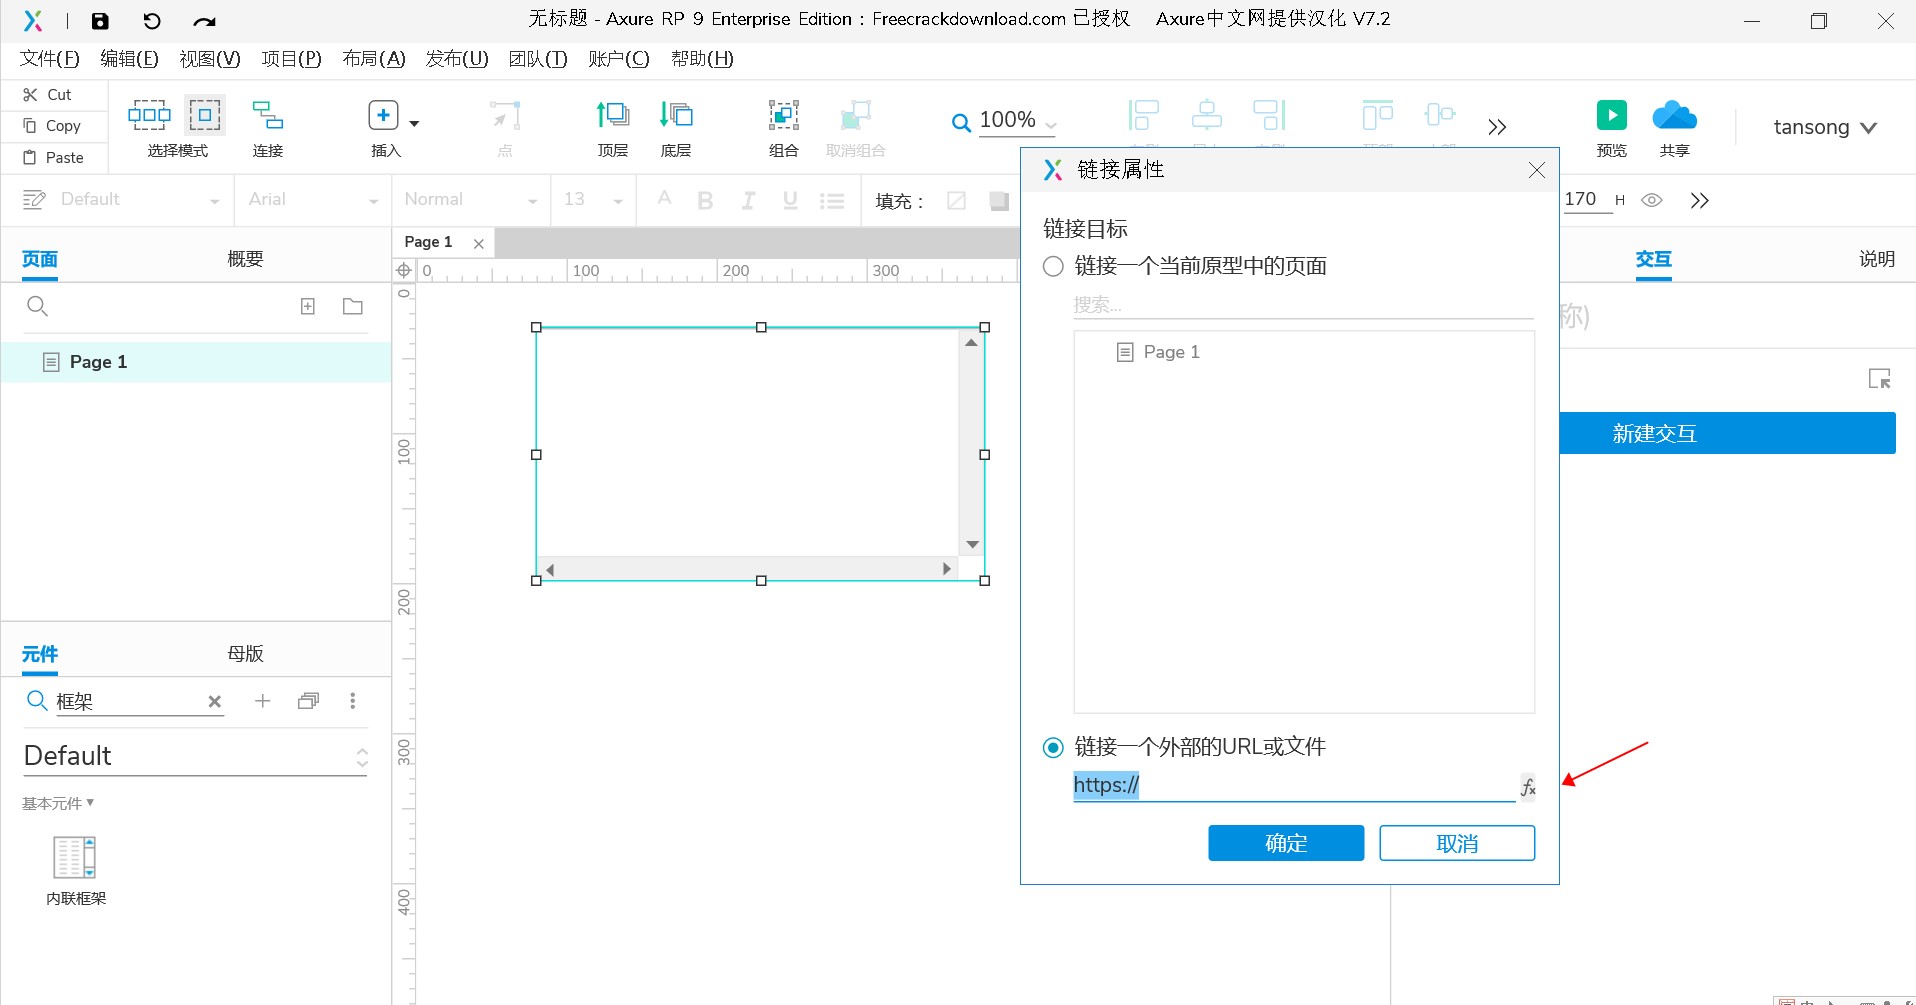 无标题 - Axure RP 9 Enterprise Edition : Freecrackdownload.com 已授权 Axure中文网提供汉化 V7.2
文件(F) 编辑(E) 视图(V) 项目(P) 布局(A) 发布(U) 团队(T) 账户(C) 帮助(H)
Cut
Copy
Paste
选择模式
连接
插入
点
顶层
底层
组合
取消组合
100%
预览
共享
tansong
Default
Arial
Normal
13
A B I U
填充：
170 H
链接属性
链接目标
链接一个当前原型中的页面
搜索...
Page 1
链接一个外部的URL或文件
https://
fx
确定
取消
页面
概要
Page 1
Page 1
0 100 200 300
0
100
200
300
400
交互
说明
称)
新建交互
元件
母版
框架
Default
基本元件
内联框架